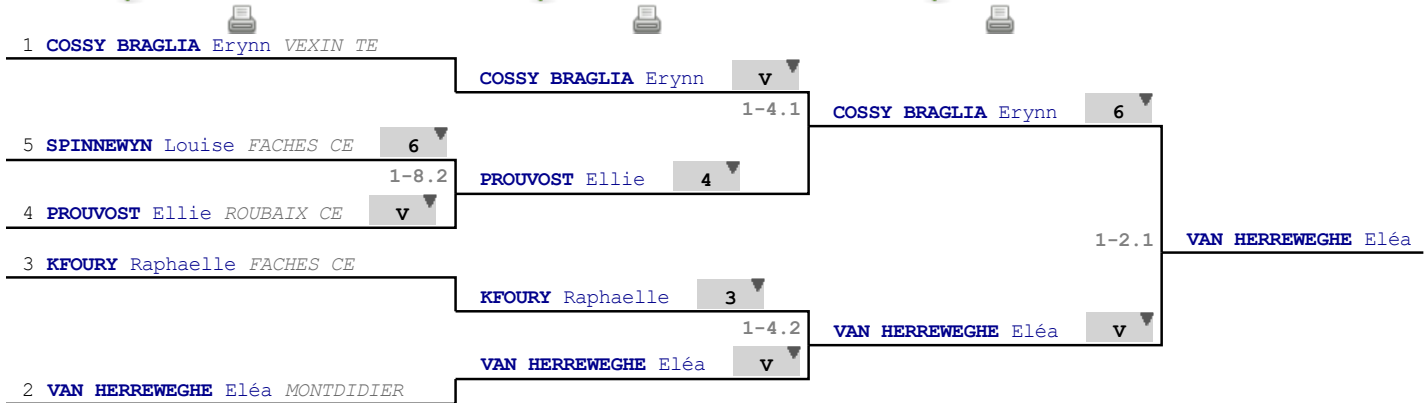 1 COSSY BRAGLIA Erynn VEXIN TE
COSSY BRAGLIA Erynn V
1-4.1
COSSY BRAGLIA Erynn 6
5 SPINNEWYN Louise FACHES CE 6
1-8.2
PROUVOST Ellie 4
4 PROUVOST Ellie ROUBAIX CE V
1-2.1
VAN HERREWEGHE Eléa
3 KFOURY Raphaelle FACHES CE
KFOURY Raphaelle 3
1-4.2
VAN HERREWEGHE Eléa V
VAN HERREWEGHE Eléa V
2 VAN HERREWEGHE Eléa MONTDIDIER